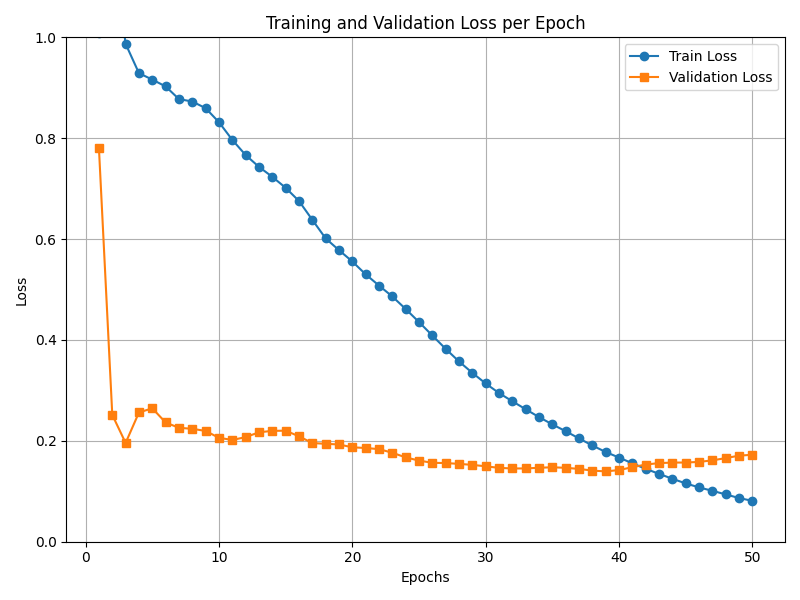 Training and Validation Loss per Epoch
Train Loss
Validation Loss
1.0
0.8
0.6
0.4
0.2
0.0
Loss
0 10 20 30 40 50
Epochs